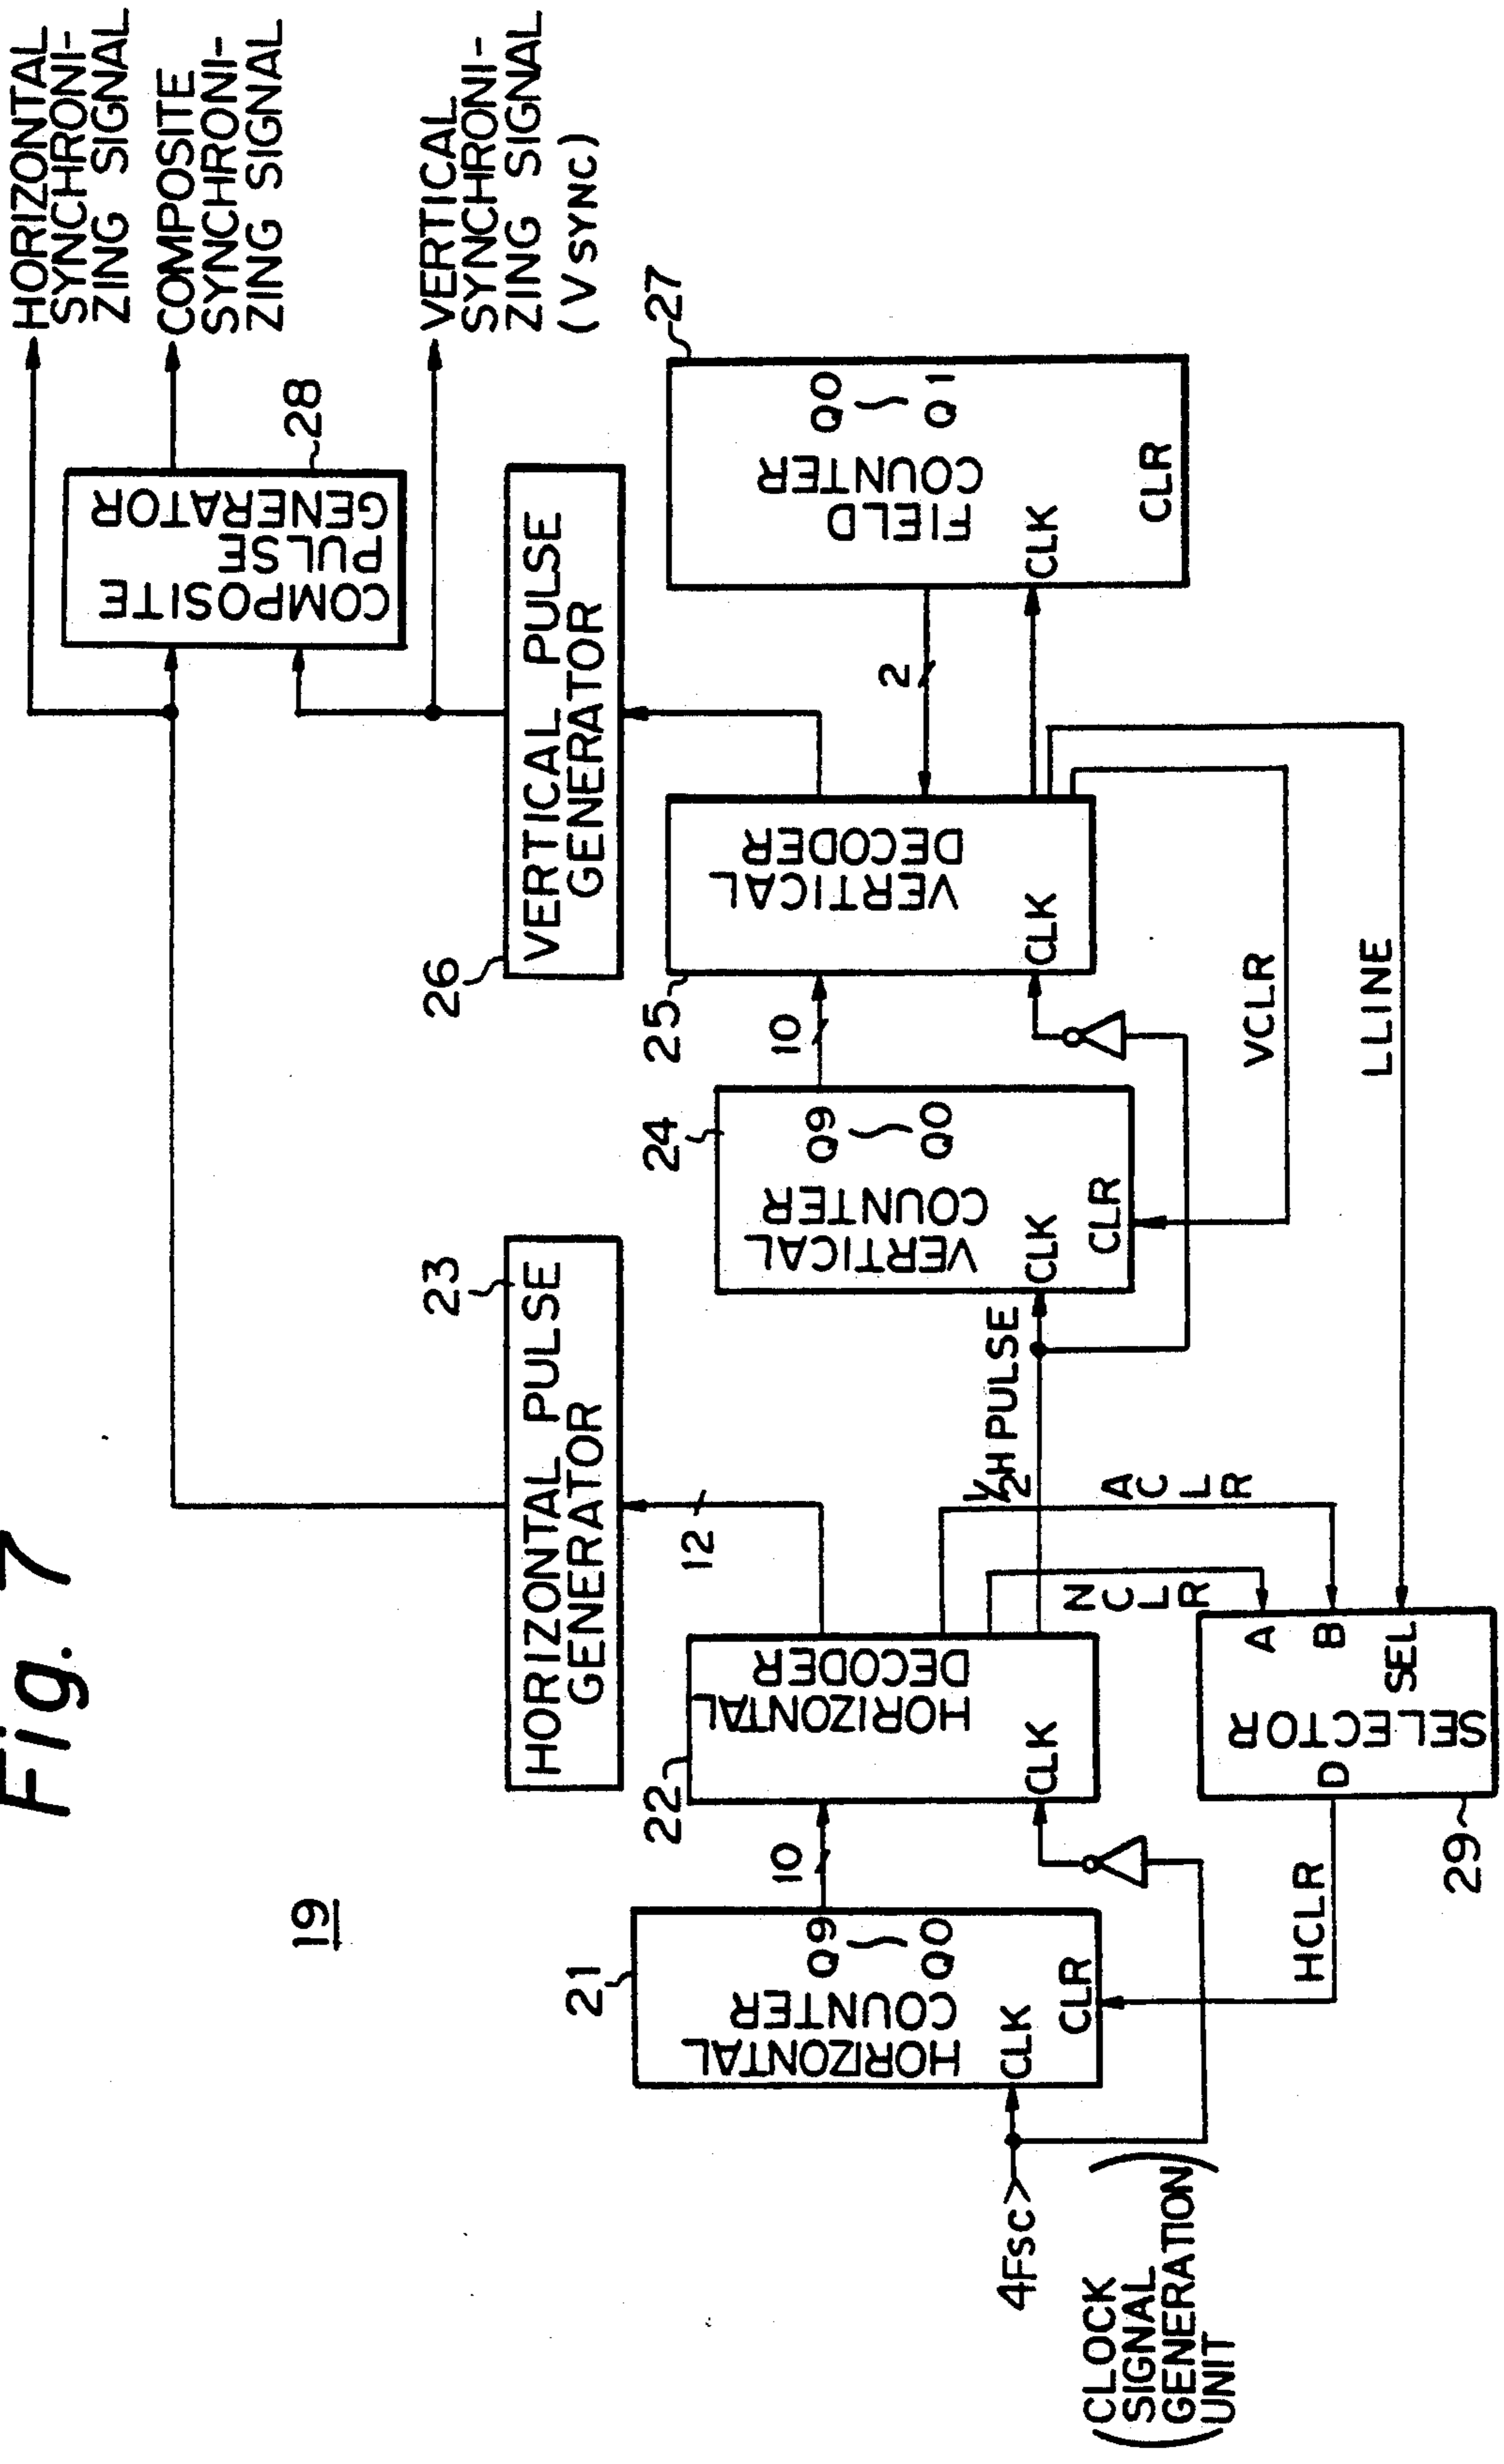 Fig. 7
19
HORIZONTAL
SYNCHRONI-
ZING SIGNAL
COMPOSITE
SYNCHRONI-
ZING SIGNAL
VERTICAL
SYNCHRONI-
ZING SIGNAL
(VSYNC)
28
COMPOSITE
PULSE
GENERATOR
23
HORIZONTAL PULSE
GENERATOR
26
VERTICAL PULSE
GENERATOR
12
21
HORIZONTAL
COUNTER
Q9
Q0
CLK
CLR
10
22
HORIZONTAL
DECODER
CLK
24
VERTICAL
COUNTER
Q9
Q0
CLK
CLR
10
25
VERTICAL
DECODER
CLK
2
27
FIELD
COUNTER
Q0
Q1
CLK
CLR
4FSC
(CLOCK
SIGNAL
GENERATION
UNIT)
1/2H PULSE
ACLR
NCLR
VCLR
LLINE
HCLR
29
SELECTOR
D
A
B
SEL